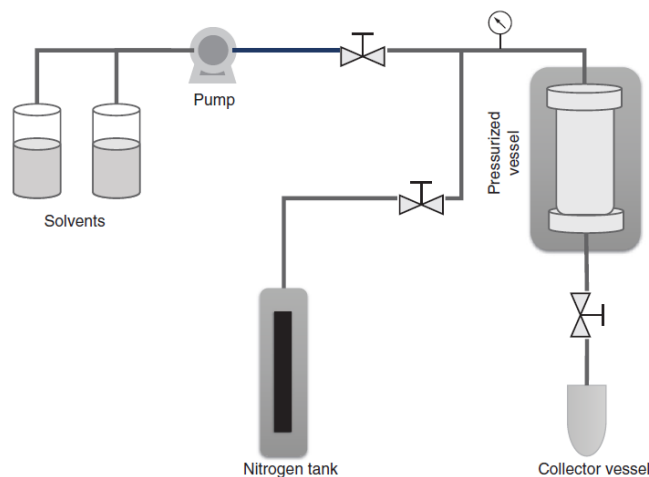 Pump
Pressurized
vessel
Solvents
Nitrogen tank
Collector vessel